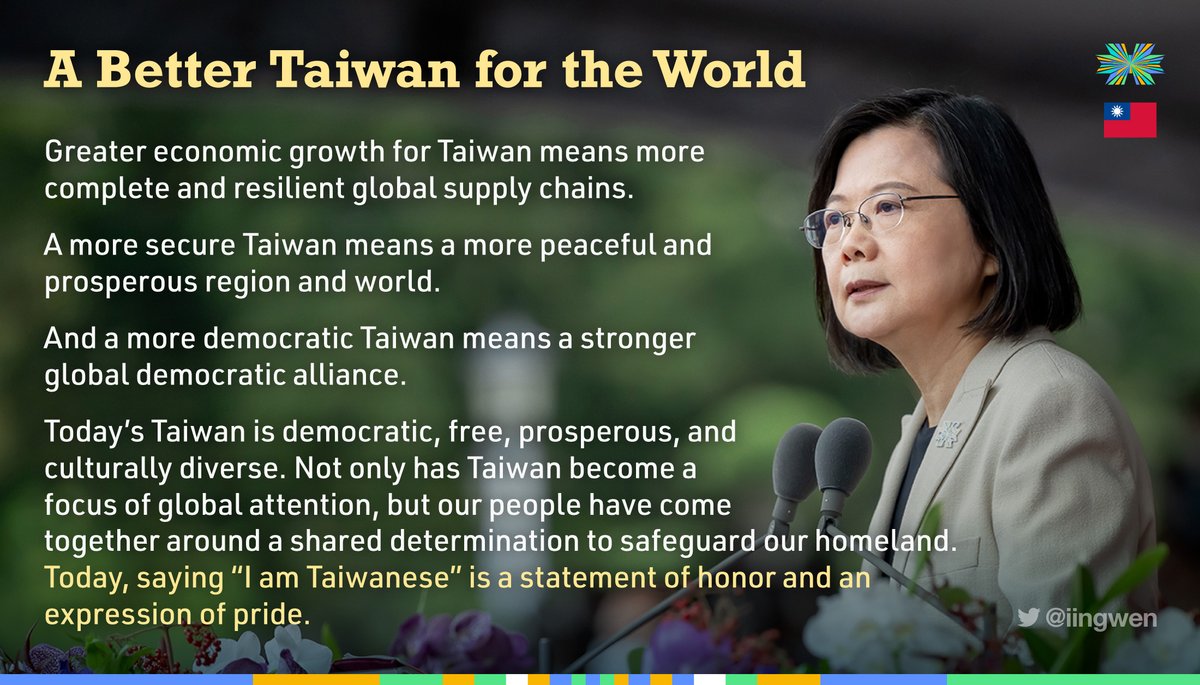 A Better Taiwan for the World
Greater economic growth for Taiwan means more
complete and resilient global supply chains.
A more secure Taiwan means a more peaceful and
prosperous region and world.
And a more democratic Taiwan means a stronger
global democratic alliance.
Today’s Taiwan is democratic, free, prosperous, and
culturally diverse. Not only has Taiwan become a
focus of global attention, but our people have come
together around a shared determination to safeguard our homeland.
Today, saying “I am Taiwanese” is a statement of honor and an
expression of pride.
@iingwen